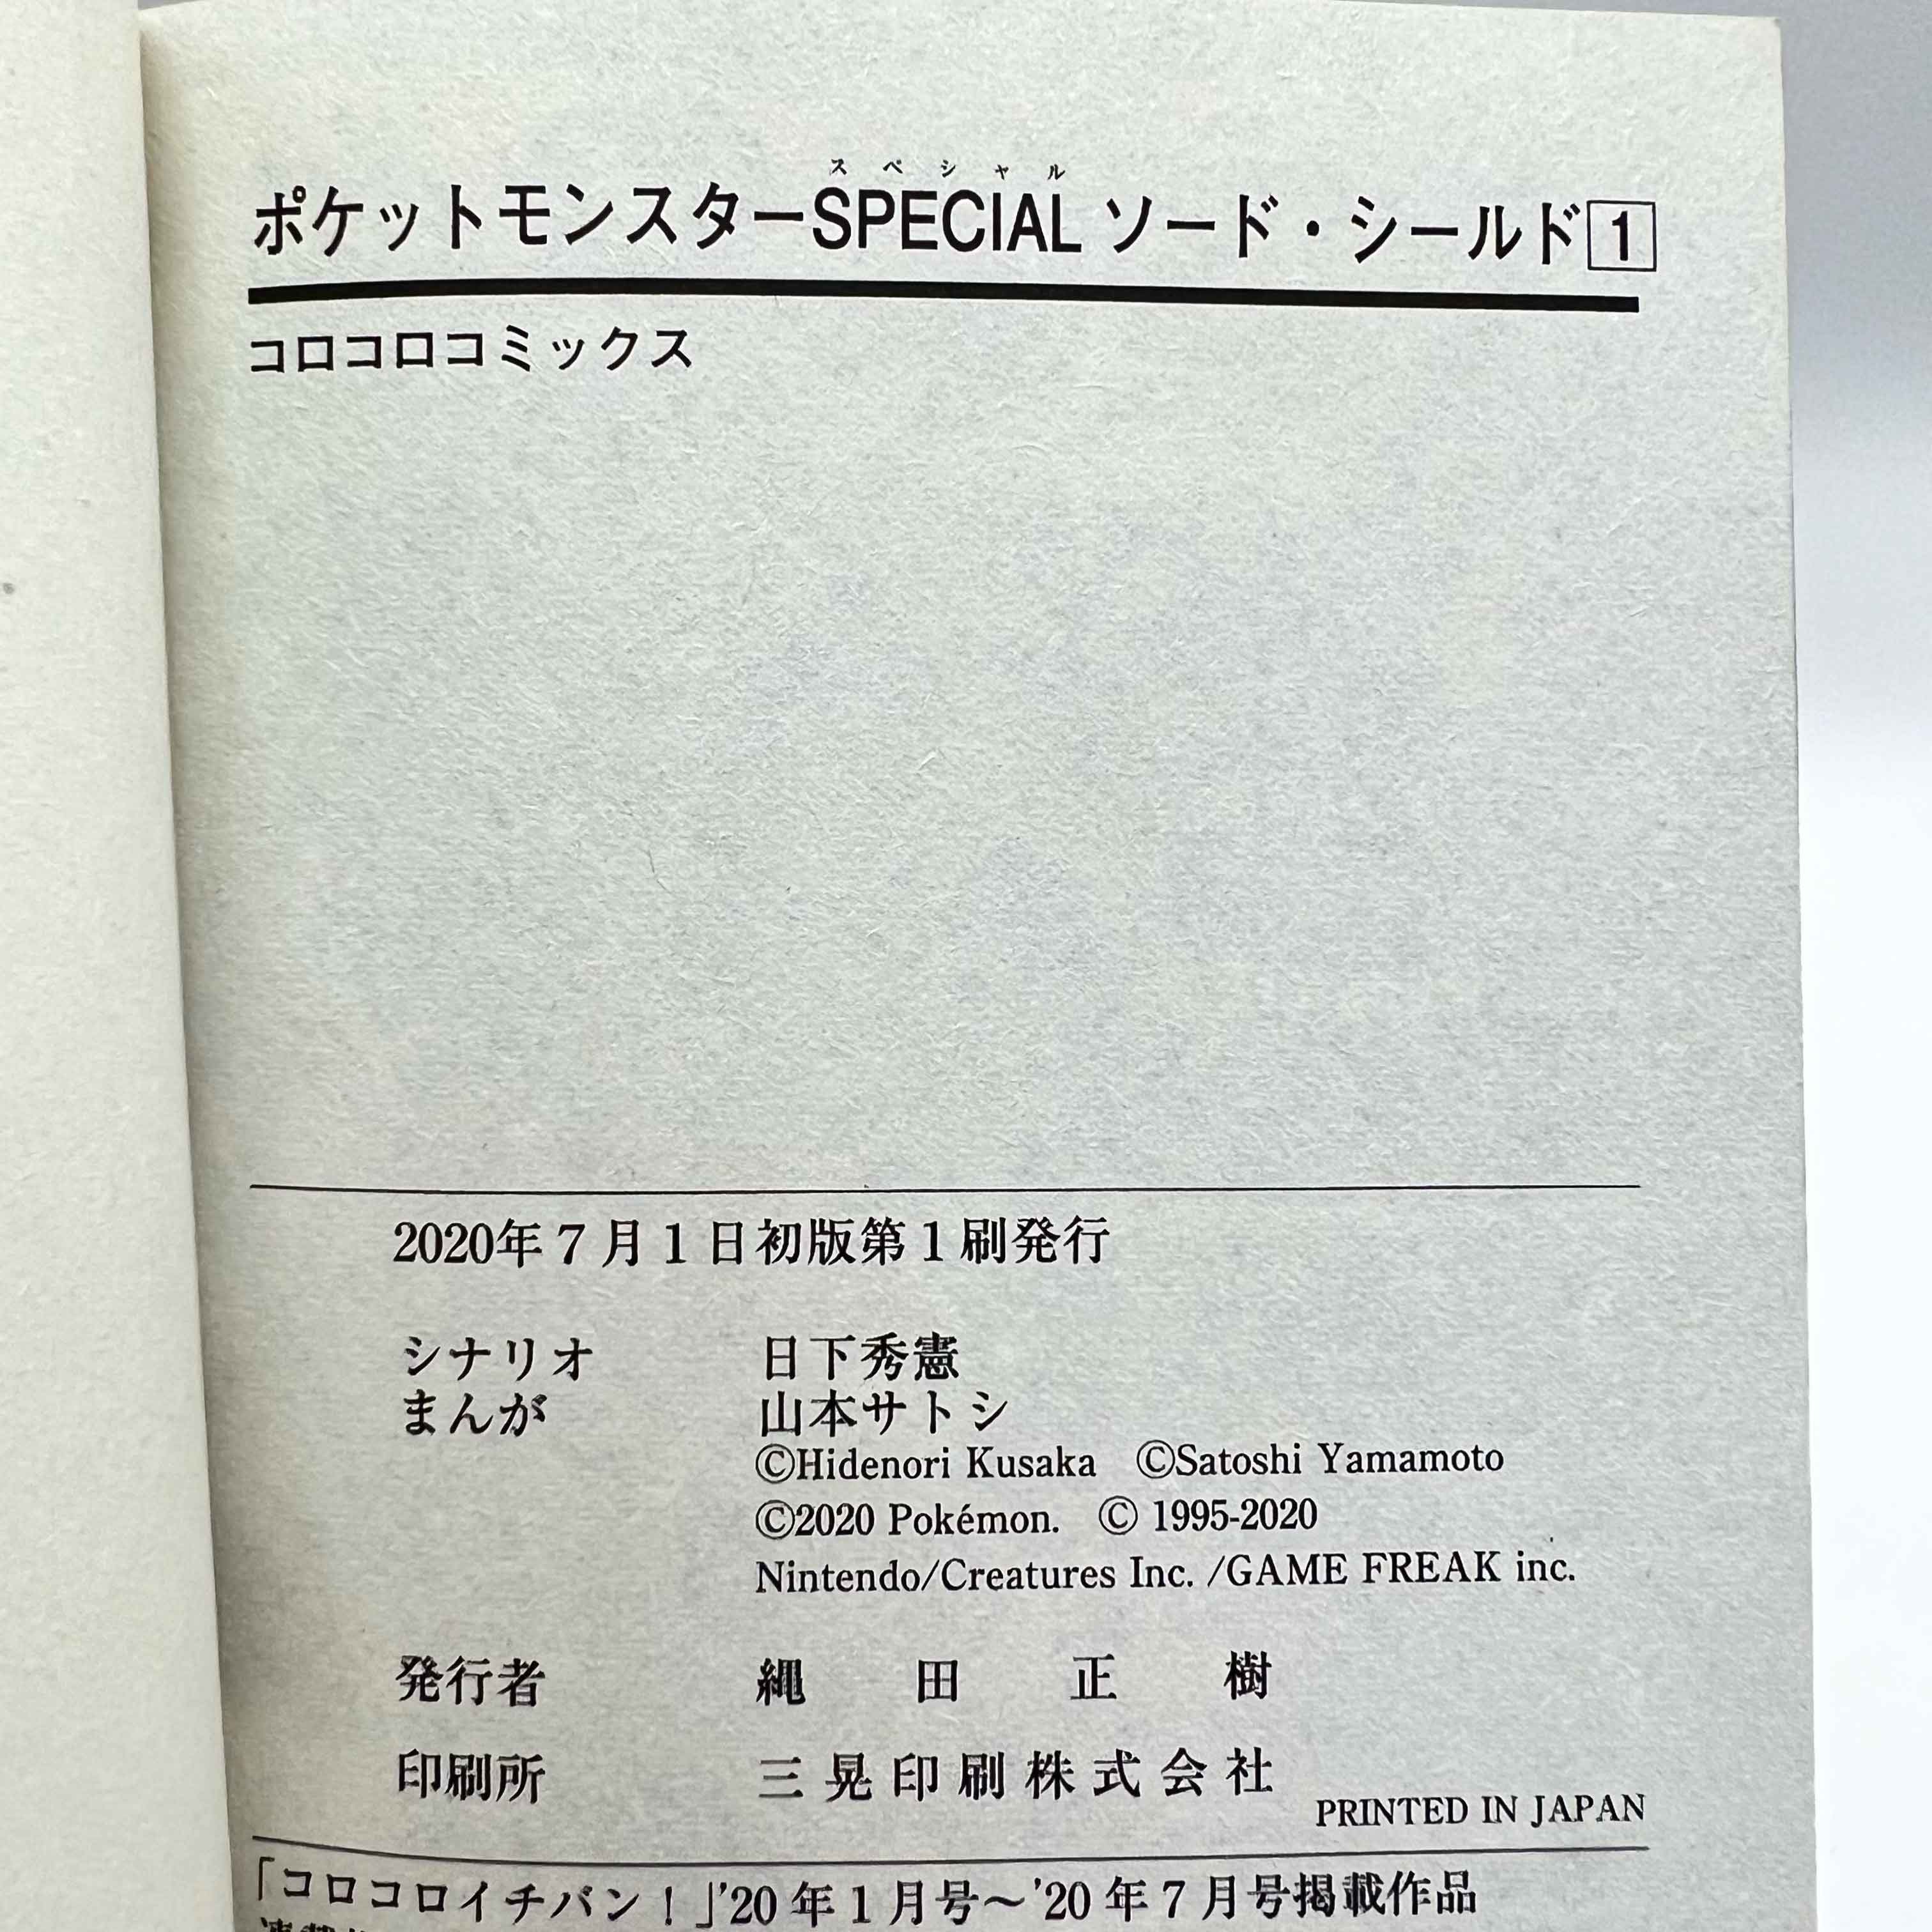 スペシャル
ポケットモンスターSPECIAL ソード・シールド1
コロコロコミックス
2020年7月1日初版第1刷発行
シナリオ 日下秀憲
まんが 山本サトシ
©Hidenori Kusaka ©Satoshi Yamamoto
©2020 Pokémon. © 1995-2020
Nintendo/Creatures Inc. /GAME FREAK inc.
発行者 縄田正樹
印刷所 三晃印刷株式会社
PRINTED IN JAPAN
「コロコロイチバン！」'20年1月号〜'20年7月号掲載作品